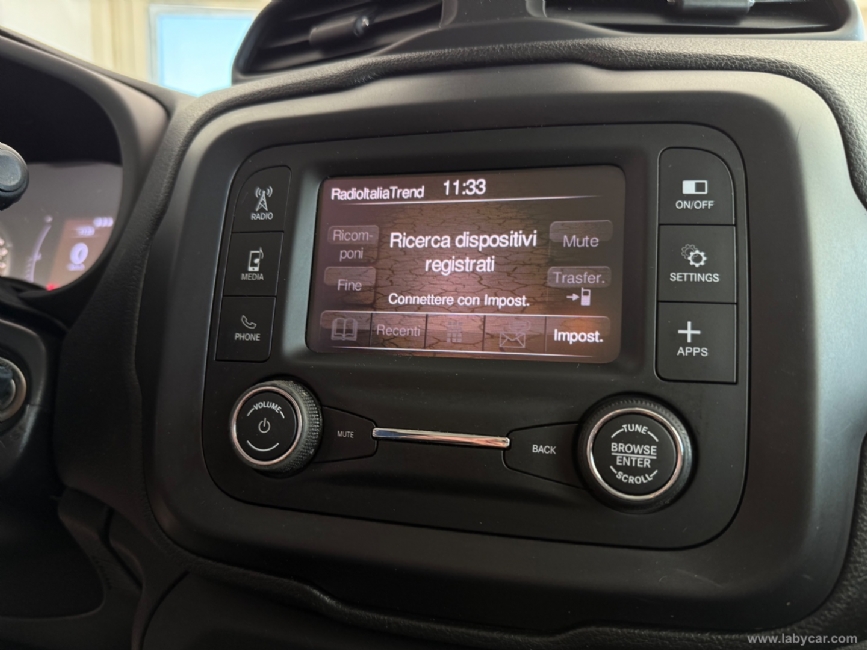 RadioItaliaTrend 11:33
RADIO
MEDIA
PHONE
Ricom-
poni
Fine
Ricerca dispositivi
registrati
Connettere con Impost.
Mute
Trasfer.
Recenti
Impost.
ON/OFF
SETTINGS
APPS
VOLUME
MUTE
BACK
TUNE
BROWSE
ENTER
SCROLL
www.labycar.com